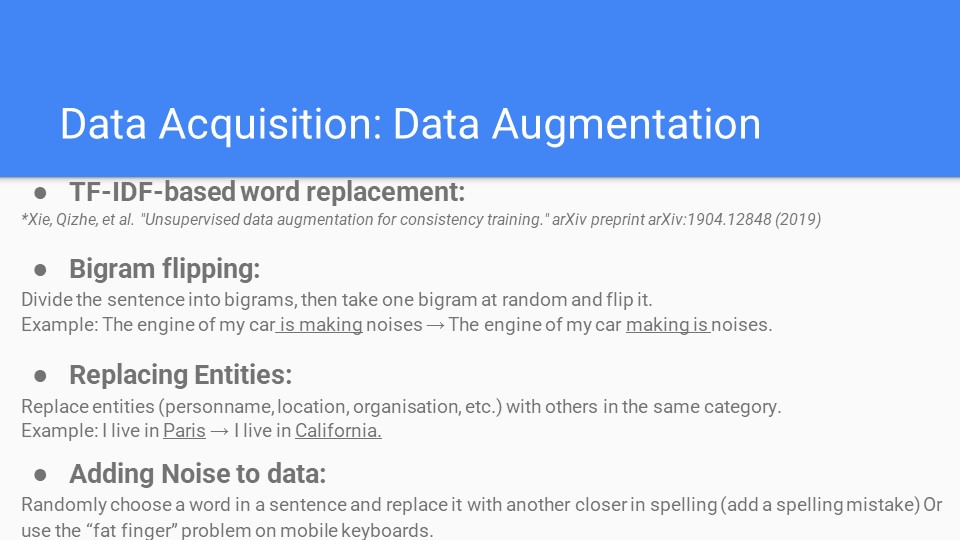 Data Acquisition: Data Augmentation
● TF-IDF-based word replacement:
*Xie, Qizhe, et al. "Unsupervised data augmentation for consistency training." arXiv preprint arXiv:1904.12848 (2019)
● Bigram flipping:
Divide the sentence into bigrams, then take one bigram at random and flip it.
Example: The engine of my car is making noises → The engine of my car making is noises.
● Replacing Entities:
Replace entities (person name, location, organisation, etc.) with others in the same category.
Example: I live in Paris → I live in California.
● Adding Noise to data:
Randomly choose a word in a sentence and replace it with another closer in spelling (add a spelling mistake) Or
use the “fat finger” problem on mobile keyboards.